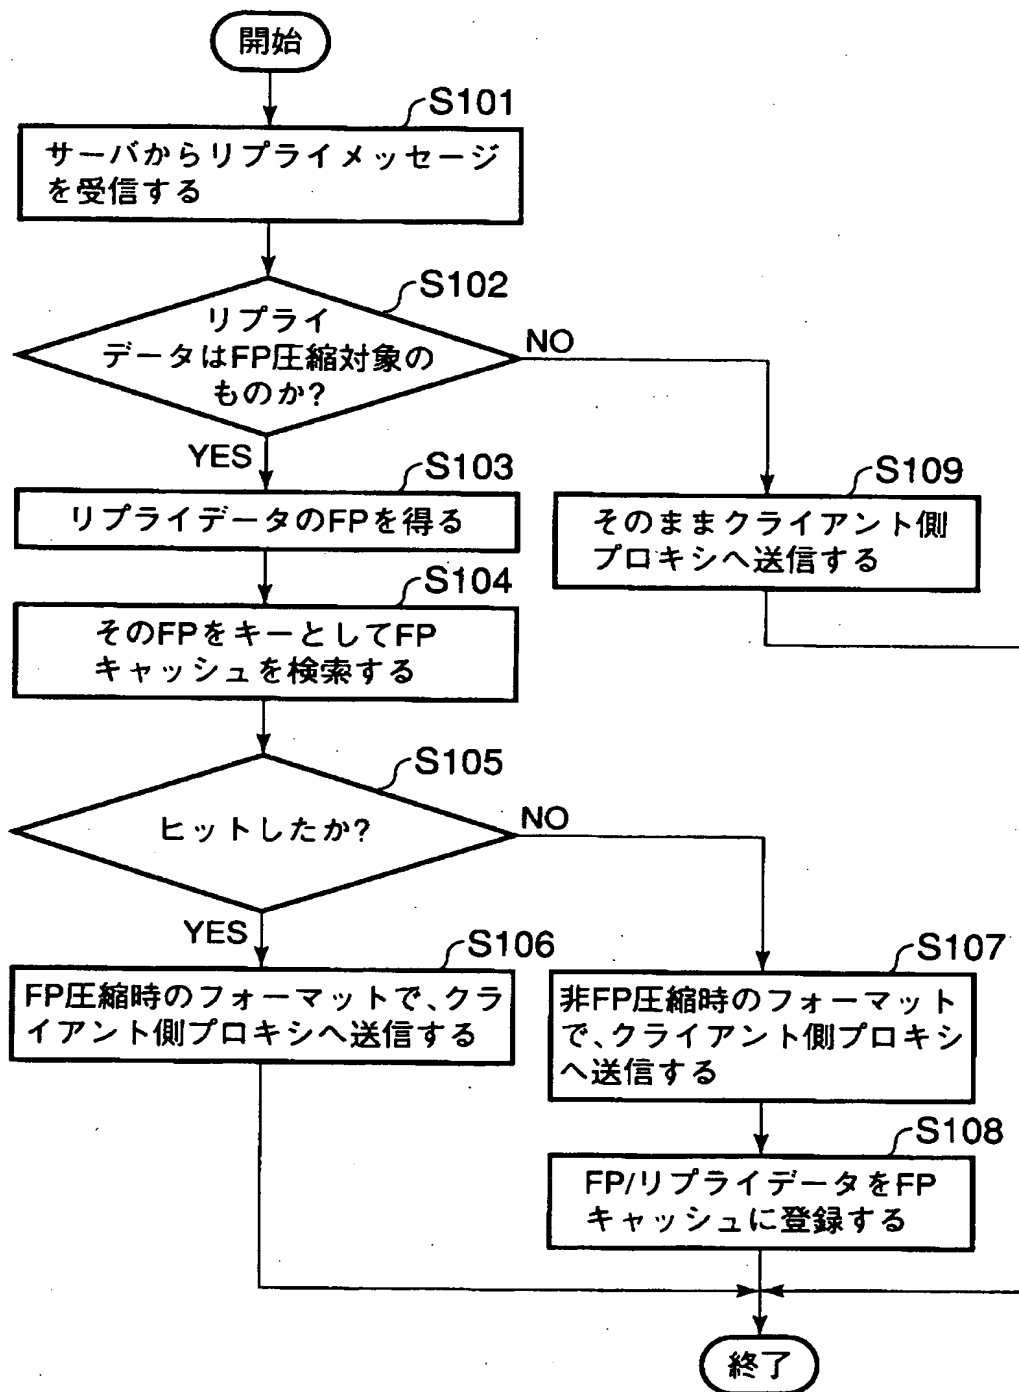 開始
S101
サーバからリプライメッセージ
を受信する
S102
リプライ
データはFP圧縮対象の
ものか?
NO
YES
S103
リプライデータのFPを得る
S109
そのままクライアント側
プロキシへ送信する
S104
そのFPをキーとしてFP
キャッシュを検索する
S105
ヒットしたか?
NO
YES
S106
FP圧縮時のフォーマットで、クラ
イアント側プロキシへ送信する
S107
非FP圧縮時のフォーマット
で、クライアント側プロキシ
へ送信する
S108
FP/リプライデータをFP
キャッシュに登録する
終了